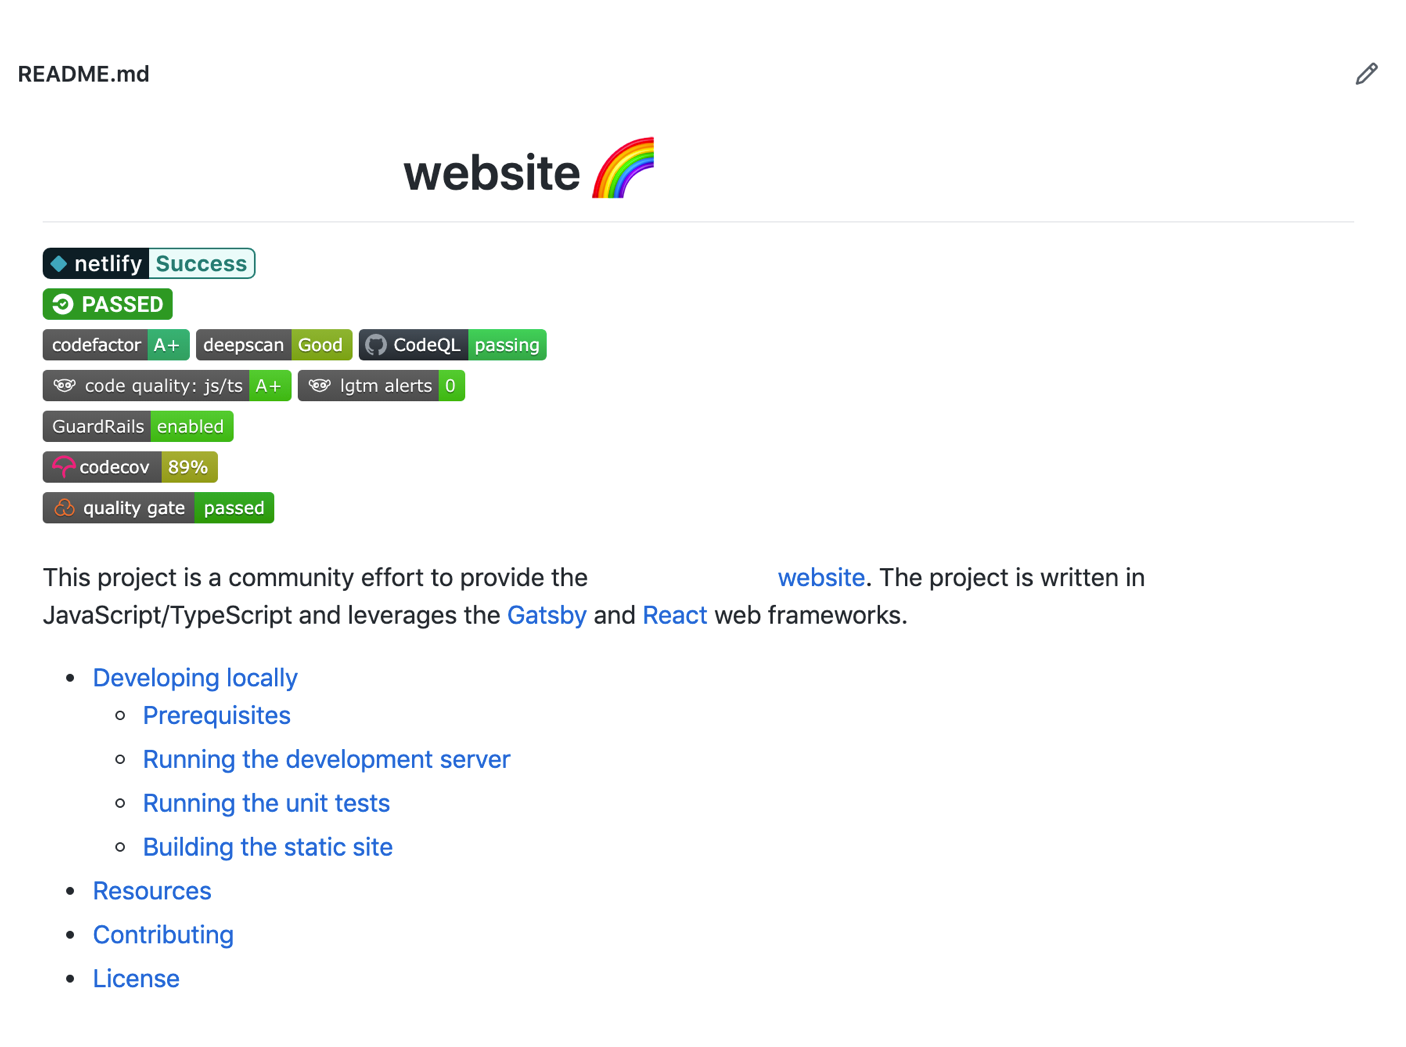 README.md
website
netlify Success
PASSED
codefactor A+ deepscan Good CodeQL passing
code quality: js/ts A+ lgtm alerts 0
GuardRails enabled
codecov 89%
quality gate passed
This project is a community effort to provide the website. The project is written in
JavaScript/TypeScript and leverages the Gatsby and React web frameworks.
Developing locally
Prerequisites
Running the development server
Running the unit tests
Building the static site
Resources
Contributing
License